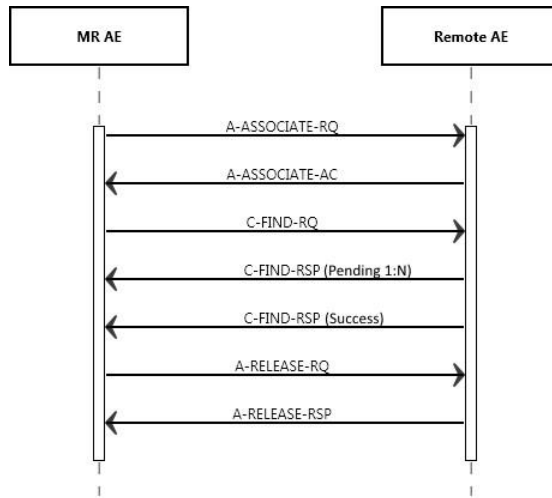 MR AE
Remote AE
A-ASSOCIATE-RQ
A-ASSOCIATE-AC
C-FIND-RQ
C-FIND-RSP (Pending 1:N)
C-FIND-RSP (Success)
A-RELEASE-RQ
A-RELEASE-RSP